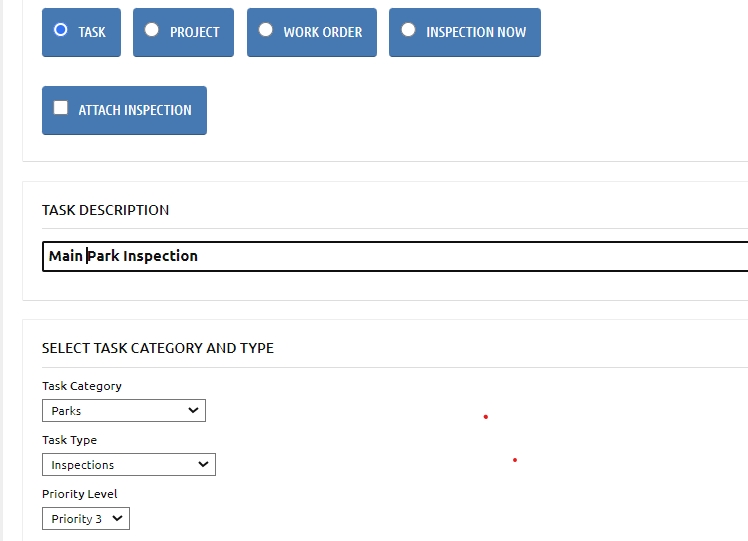 TASK PROJECT WORK ORDER INSPECTION NOW
ATTACH INSPECTION
TASK DESCRIPTION
Main Park Inspection
SELECT TASK CATEGORY AND TYPE
Task Category
Parks
Task Type
Inspections
Priority Level
Priority 3